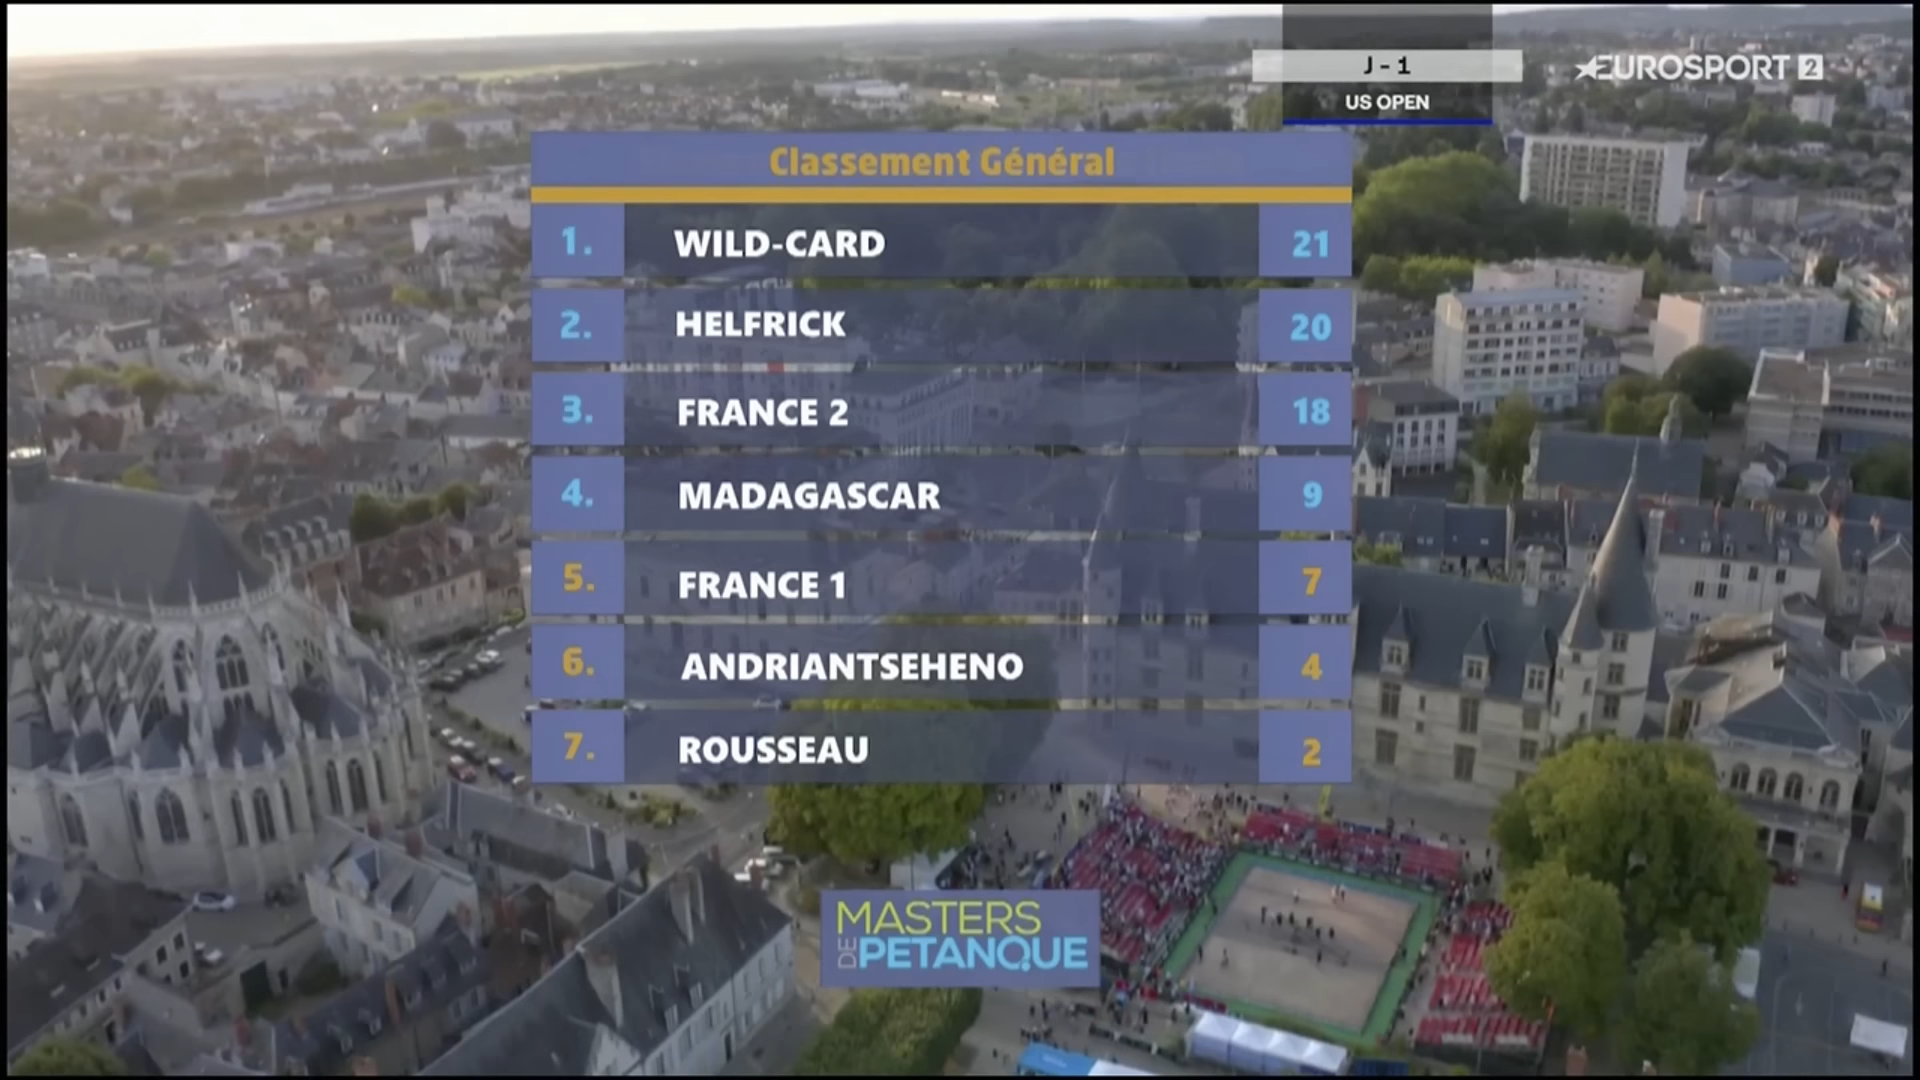 J - 1
EUROSPORT 2
US OPEN
Classement Général
1. WILD-CARD 21
2. HELFRICK 20
3. FRANCE 2 18
4. MADAGASCAR 9
5. FRANCE 1 7
6. ANDRIANTSEHENO 4
7. ROUSSEAU 2
MASTERS
DE PETANQUE